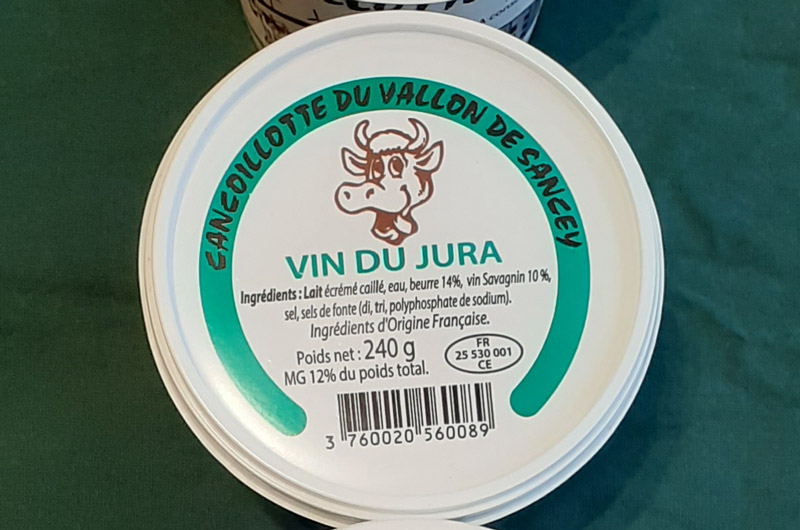 CANCOILLOTTE DU VALLON DE SANCEY
VIN DU JURA
Ingrédients : Lait écrémé caillé, eau, beurre 14%, vin Savagnin 10 %,
sel, sels de fonte (di, tri, polyphosphate de sodium).
Ingrédients d'Origine Française.
Poids net : 240 g
MG 12% du poids total.
FR
25 530 001
CE
3 760020 560089